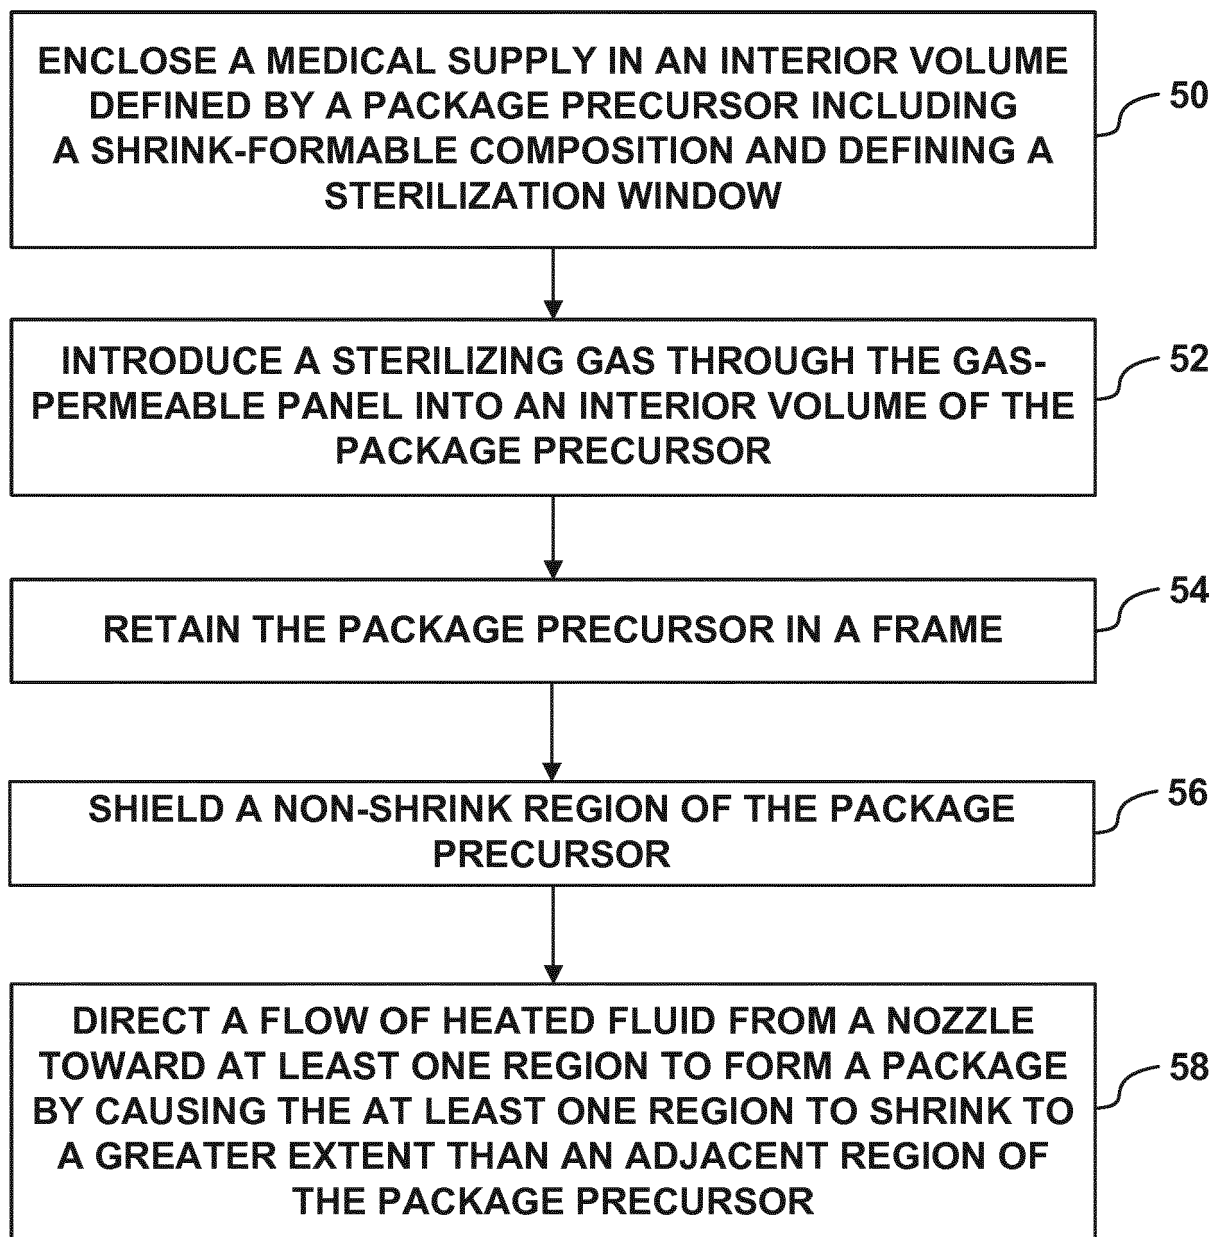 ENCLOSE A MEDICAL SUPPLY IN AN INTERIOR VOLUME
DEFINED BY A PACKAGE PRECURSOR INCLUDING
A SHRINK-FORMABLE COMPOSITION AND DEFINING A
STERILIZATION WINDOW
50
INTRODUCE A STERILIZING GAS THROUGH THE GAS-
PERMEABLE PANEL INTO AN INTERIOR VOLUME OF THE
PACKAGE PRECURSOR
52
RETAIN THE PACKAGE PRECURSOR IN A FRAME
54
SHIELD A NON-SHRINK REGION OF THE PACKAGE
PRECURSOR
56
DIRECT A FLOW OF HEATED FLUID FROM A NOZZLE
TOWARD AT LEAST ONE REGION TO FORM A PACKAGE
BY CAUSING THE AT LEAST ONE REGION TO SHRINK TO
A GREATER EXTENT THAN AN ADJACENT REGION OF
THE PACKAGE PRECURSOR
58